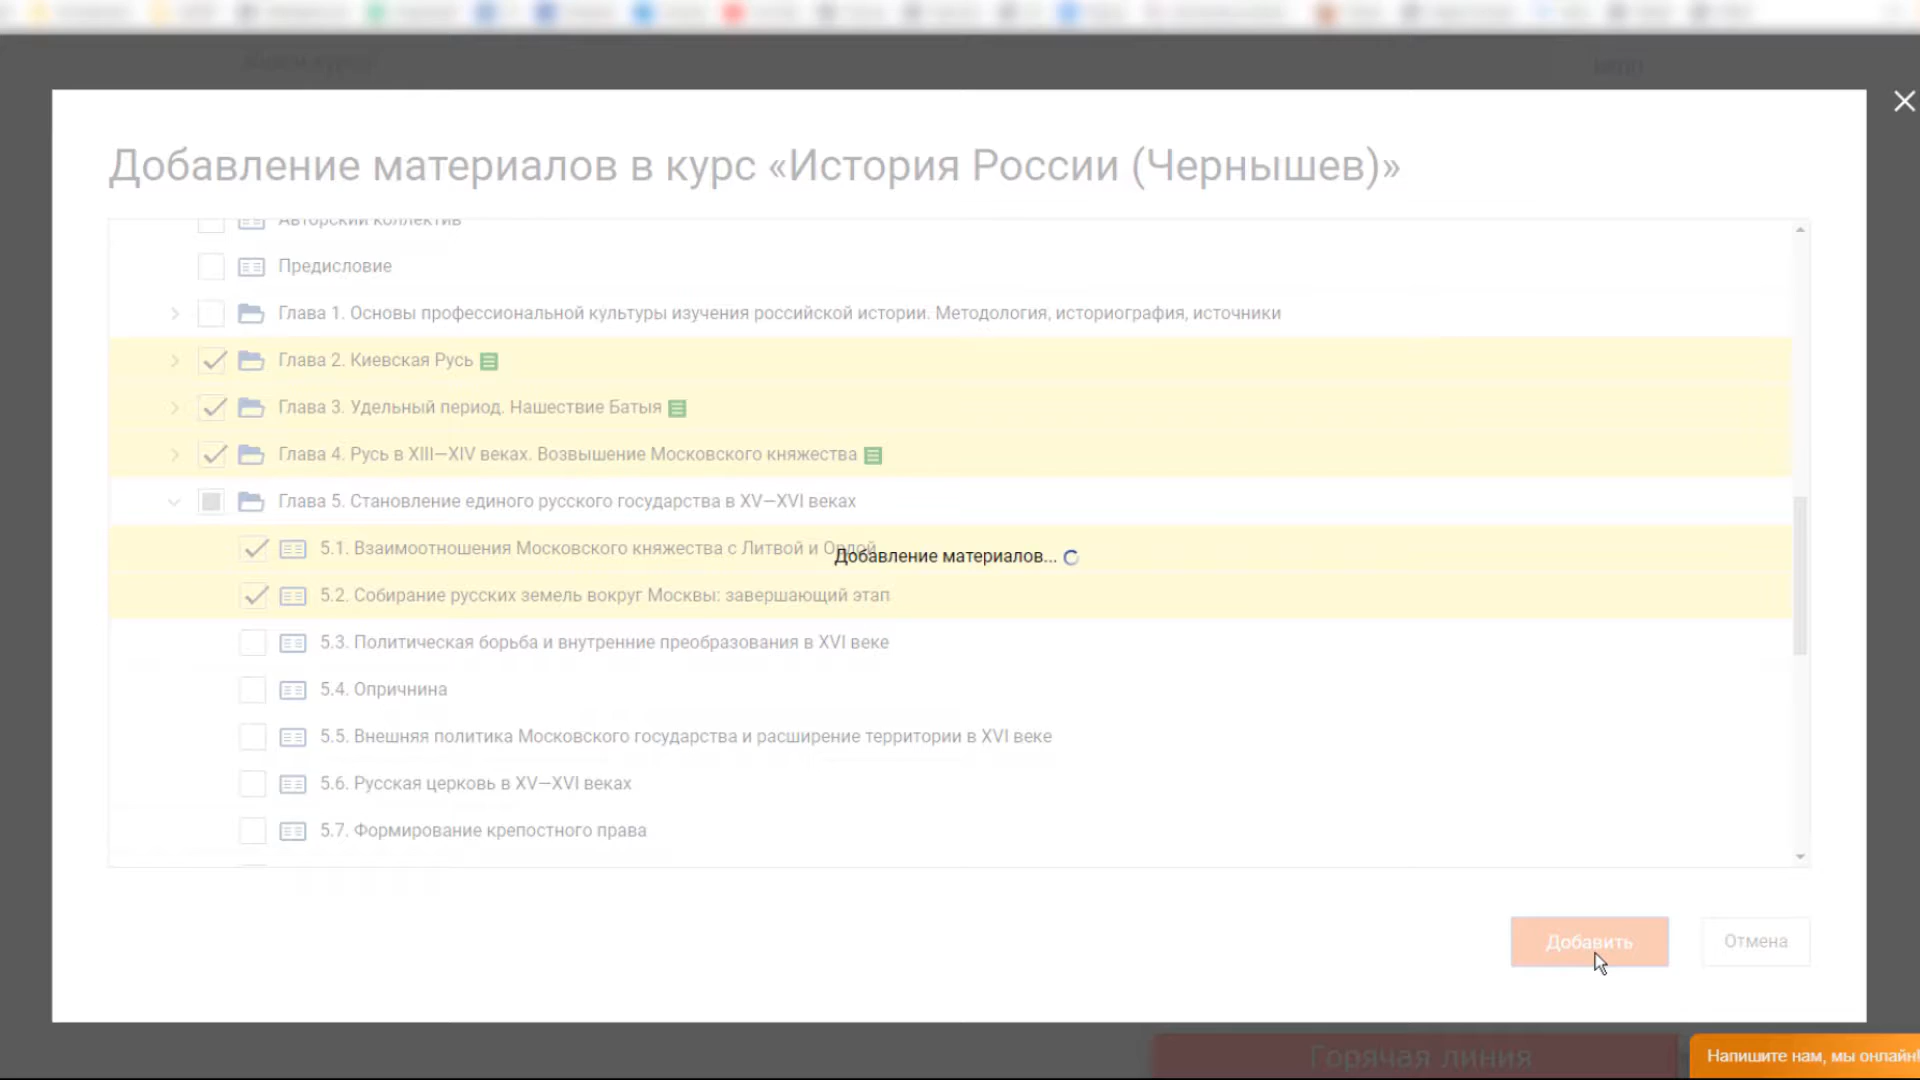 Добавление материалов в курс «История России (Чернышев)»
Авторский коллектив
Предисловие
Глава 1. Основы профессиональной культуры изучения российской истории. Методология, историография, источники
Глава 2. Киевская Русь
Глава 3. Удельный период. Нашествие Батыя
Глава 4. Русь в XIII—XIV веках. Возвышение Московского княжества
Глава 5. Становление единого русского государства в XV—XVI веках
5.1. Взаимоотношения Московского княжества с Литвой и Ордой
Добавление материалов...
5.2. Собирание русских земель вокруг Москвы: завершающий этап
5.3. Политическая борьба и внутренние преобразования в XVI веке
5.4. Опричнина
5.5. Внешняя политика Московского государства и расширение территории в XVI веке
5.6. Русская церковь в XV—XVI веках
5.7. Формирование крепостного права
Добавить
Отмена
Горячая линия
Напишите нам, мы онлайн!